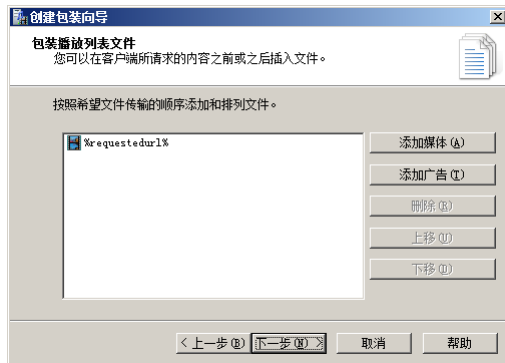 创建包装向导
包装播放列表文件
您可以在客户端所请求的内容之前或之后插入文件。
按照希望文件传输的顺序添加和排列文件。
%requestedurl%
添加媒体(A)
添加广告(T)
删除(R)
上移(U)
下移(D)
<上一步(B) 下一步(N)> 取消 帮助